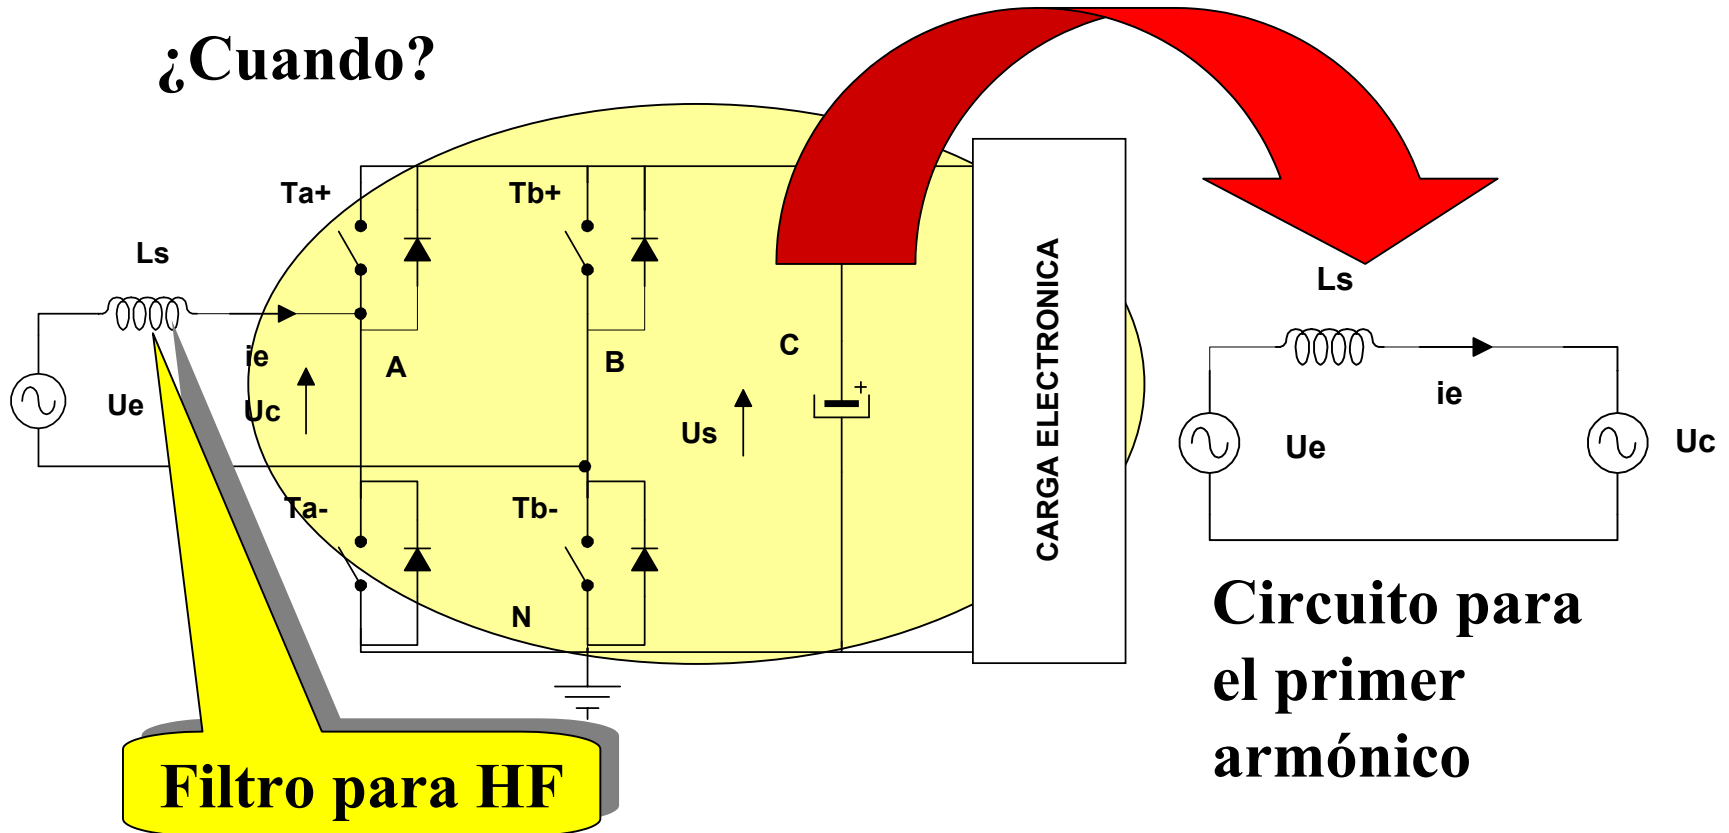 ¿Cuando?
Ta+
Tb+
Ls
ie
A
B
C
Ue
Uc
Us
+
Ta-
Tb-
N
CARGA ELECTRONICA
Filtro para HF
Ls
ie
Ue
Uc
Circuito para
el primer
armónico